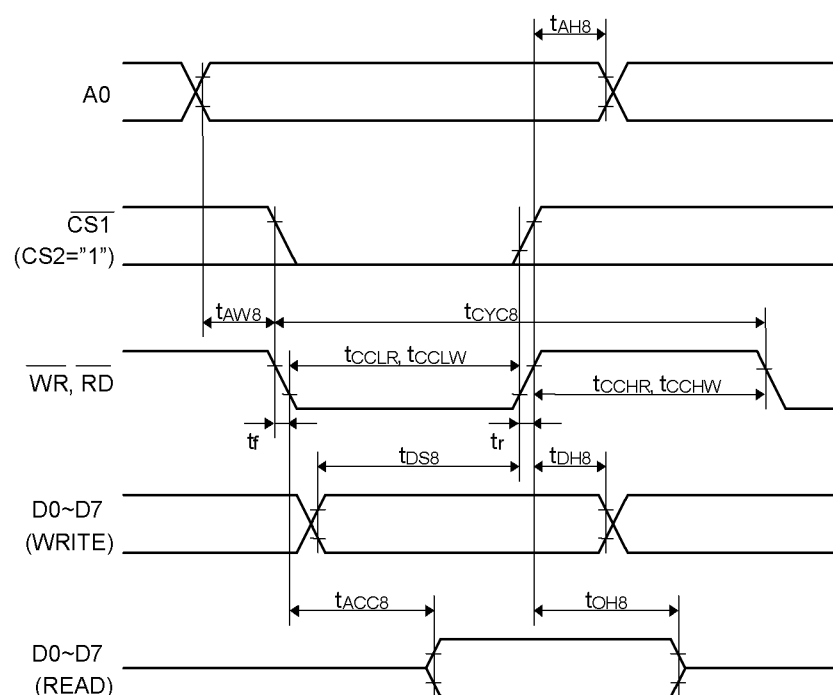 tAH8
A0
CS1
(CS2="1")
tAW8
tCYC8
WR, RD
tCCLR, tCCLW
tCCHR, tCCHW
tf
tr
tDS8
tDH8
D0~D7
(WRITE)
tACC8
tOH8
D0~D7
(READ)